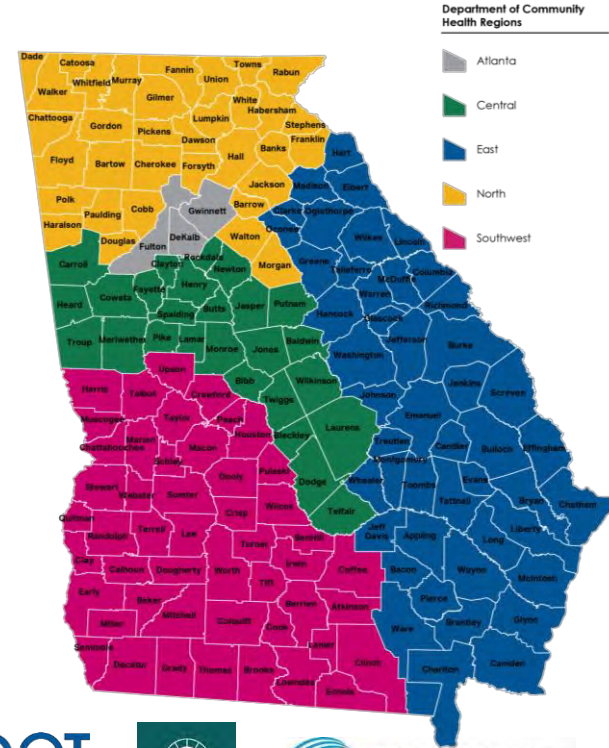 Department of Community
Health Regions
Atlanta
Central
East
North
Southwest
Dade
Catoosa
Fannin
Towns
Rabun
Whitfield
Murray
Union
Walker
Gilmer
White
Habersham
Chattooga
Gordon
Pickens
Lumpkin
Stephens
Dawson
Franklin
Banks
Hart
Floyd
Bartow
Cherokee
Forsyth
Hall
Jackson
Madison
Elbert
Polk
Paulding
Cobb
Gwinnett
Barrow
Clarke
Oglethorpe
Haralson
Douglas
Fulton
DeKalb
Walton
Oconee
Wilkes
Lincoln
Rockdale
Carroll
Clayton
Newton
Morgan
Greene
Taliaferro
McDuffie
Columbia
Fayette
Henry
Warren
Heard
Coweta
Spalding
Butts
Jasper
Putnam
Hancock
Glascock
Richmond
Troup
Meriwether
Pike
Lamar
Monroe
Jones
Baldwin
Jefferson
Burke
Washington
Upson
Bibb
Wilkinson
Harris
Talbot
Crawford
Twiggs
Johnson
Jenkins
Screven
Muscogee
Taylor
Peach
Laurens
Emanuel
Chattahoochee
Marion
Macon
Houston
Bleckley
Treutlen
Candler
Bulloch
Effingham
Schley
Montgomery
Pulaski
Wheeler
Toombs
Evans
Stewart
Webster
Sumter
Dooly
Dodge
Tattnall
Bryan
Chatham
Quitman
Crisp
Wilcox
Telfair
Randolph
Terrell
Lee
Turner
Benhill
Jeff
Davis
Appling
Long
Liberty
Clay
Calhoun
Dougherty
Worth
Tift
Irwin
Coffee
Bacon
Wayne
McIntosh
Early
Baker
Mitchell
Berrien
Atkinson
Pierce
Miller
Colquitt
Cook
Ware
Brantley
Glynn
Seminole
Lanier
Clinch
Decatur
Grady
Thomas
Brooks
Lowndes
Echols
Charlton
Camden